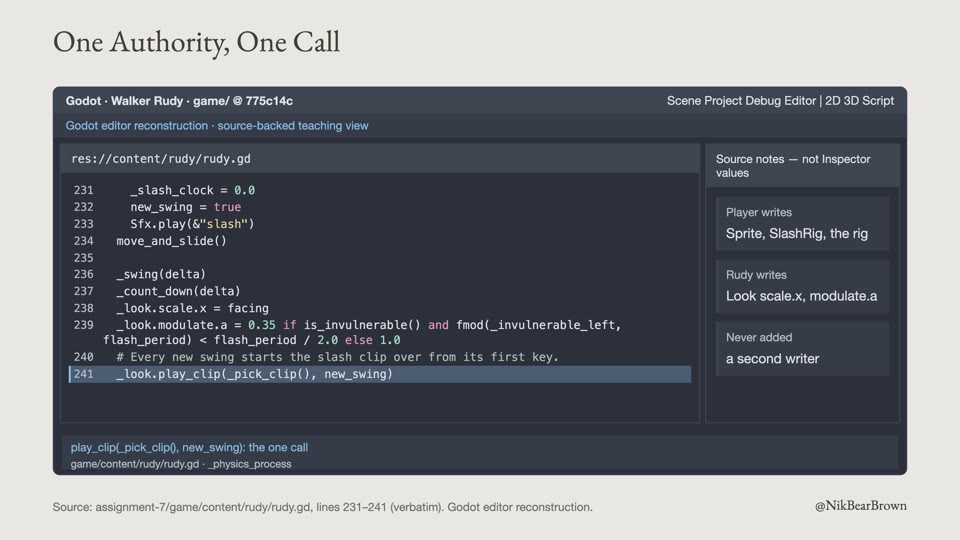 One Authority, One Call
Godot · Walker Rudy · game/ @ 775c14c
Scene Project Debug Editor | 2D 3D Script
Godot editor reconstruction · source-backed teaching view
res://content/rudy/rudy.gd
231 _slash_clock = 0.0
232 new_swing = true
233 Sfx.play(&"slash")
234 move_and_slide()
235
236 _swing(delta)
237 _count_down(delta)
238 _look.scale.x = facing
239 _look.modulate.a = 0.35 if is_invulnerable() and fmod(_invulnerable_left,
flash_period) < flash_period / 2.0 else 1.0
240 # Every new swing starts the slash clip over from its first key.
241 _look.play_clip(_pick_clip(), new_swing)
Source notes — not Inspector
values
Player writes
Sprite, SlashRig, the rig
Rudy writes
Look scale.x, modulate.a
Never added
a second writer
play_clip(_pick_clip(), new_swing): the one call
game/content/rudy/rudy.gd · _physics_process
Source: assignment-7/game/content/rudy/rudy.gd, lines 231–241 (verbatim). Godot editor reconstruction.
@NikBearBrown